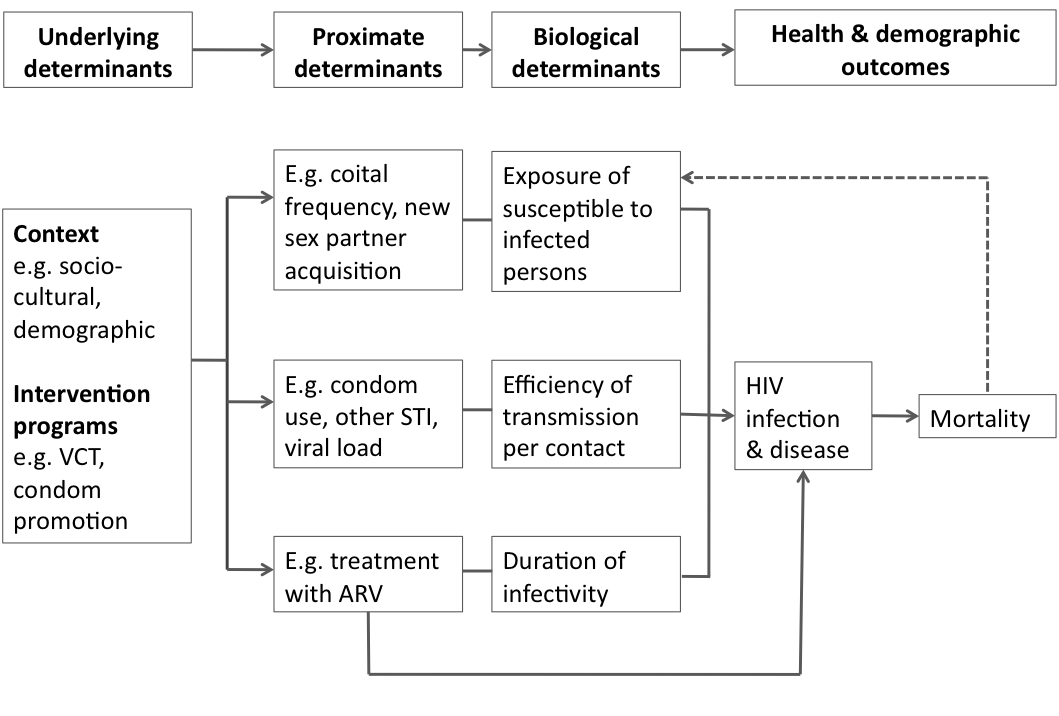 Underlying
determinants
Proximate
determinants
Biological
determinants
Health & demographic
outcomes
Context
e.g. socio-
cultural,
demographic
Intervention
programs
e.g. VCT,
condom
promotion
E.g. coital
frequency, new
sex partner
acquisition
Exposure of
susceptible to
infected
persons
E.g. condom
use, other STI,
viral load
Efficiency of
transmission
per contact
E.g. treatment
with ARV
Duration of
infectivity
HIV
infection
& disease
Mortality